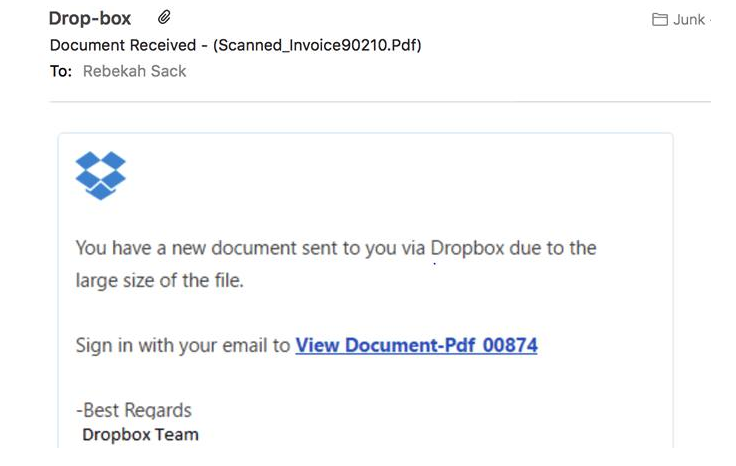 Drop-box
Junk
Document Received - (Scanned_Invoice90210.Pdf)
To: Rebekah Sack
You have a new document sent to you via Dropbox due to the
large size of the file.
Sign in with your email to View Document-Pdf 00874
-Best Regards
Dropbox Team